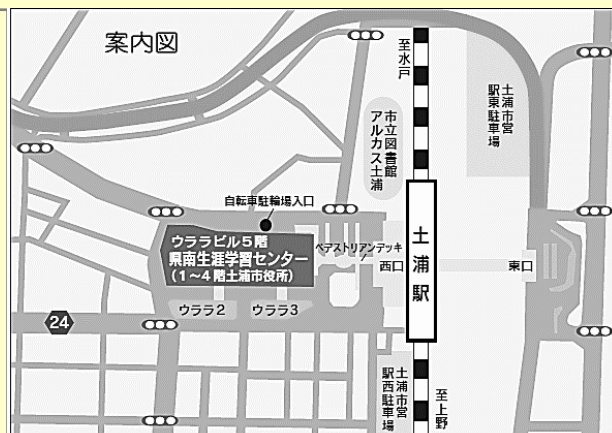 案内図
至水戸
市立図書館
アルカス土浦
土浦市営
駅東駐車場
自転車駐輪場入口
ウララビル5階
県南生涯学習センター
(1~4階土浦市役所)
ペデストリアンデッキ
西口
土浦駅
東口
ウララ2
ウララ3
24
土浦市営
駅西駐車場
至上野